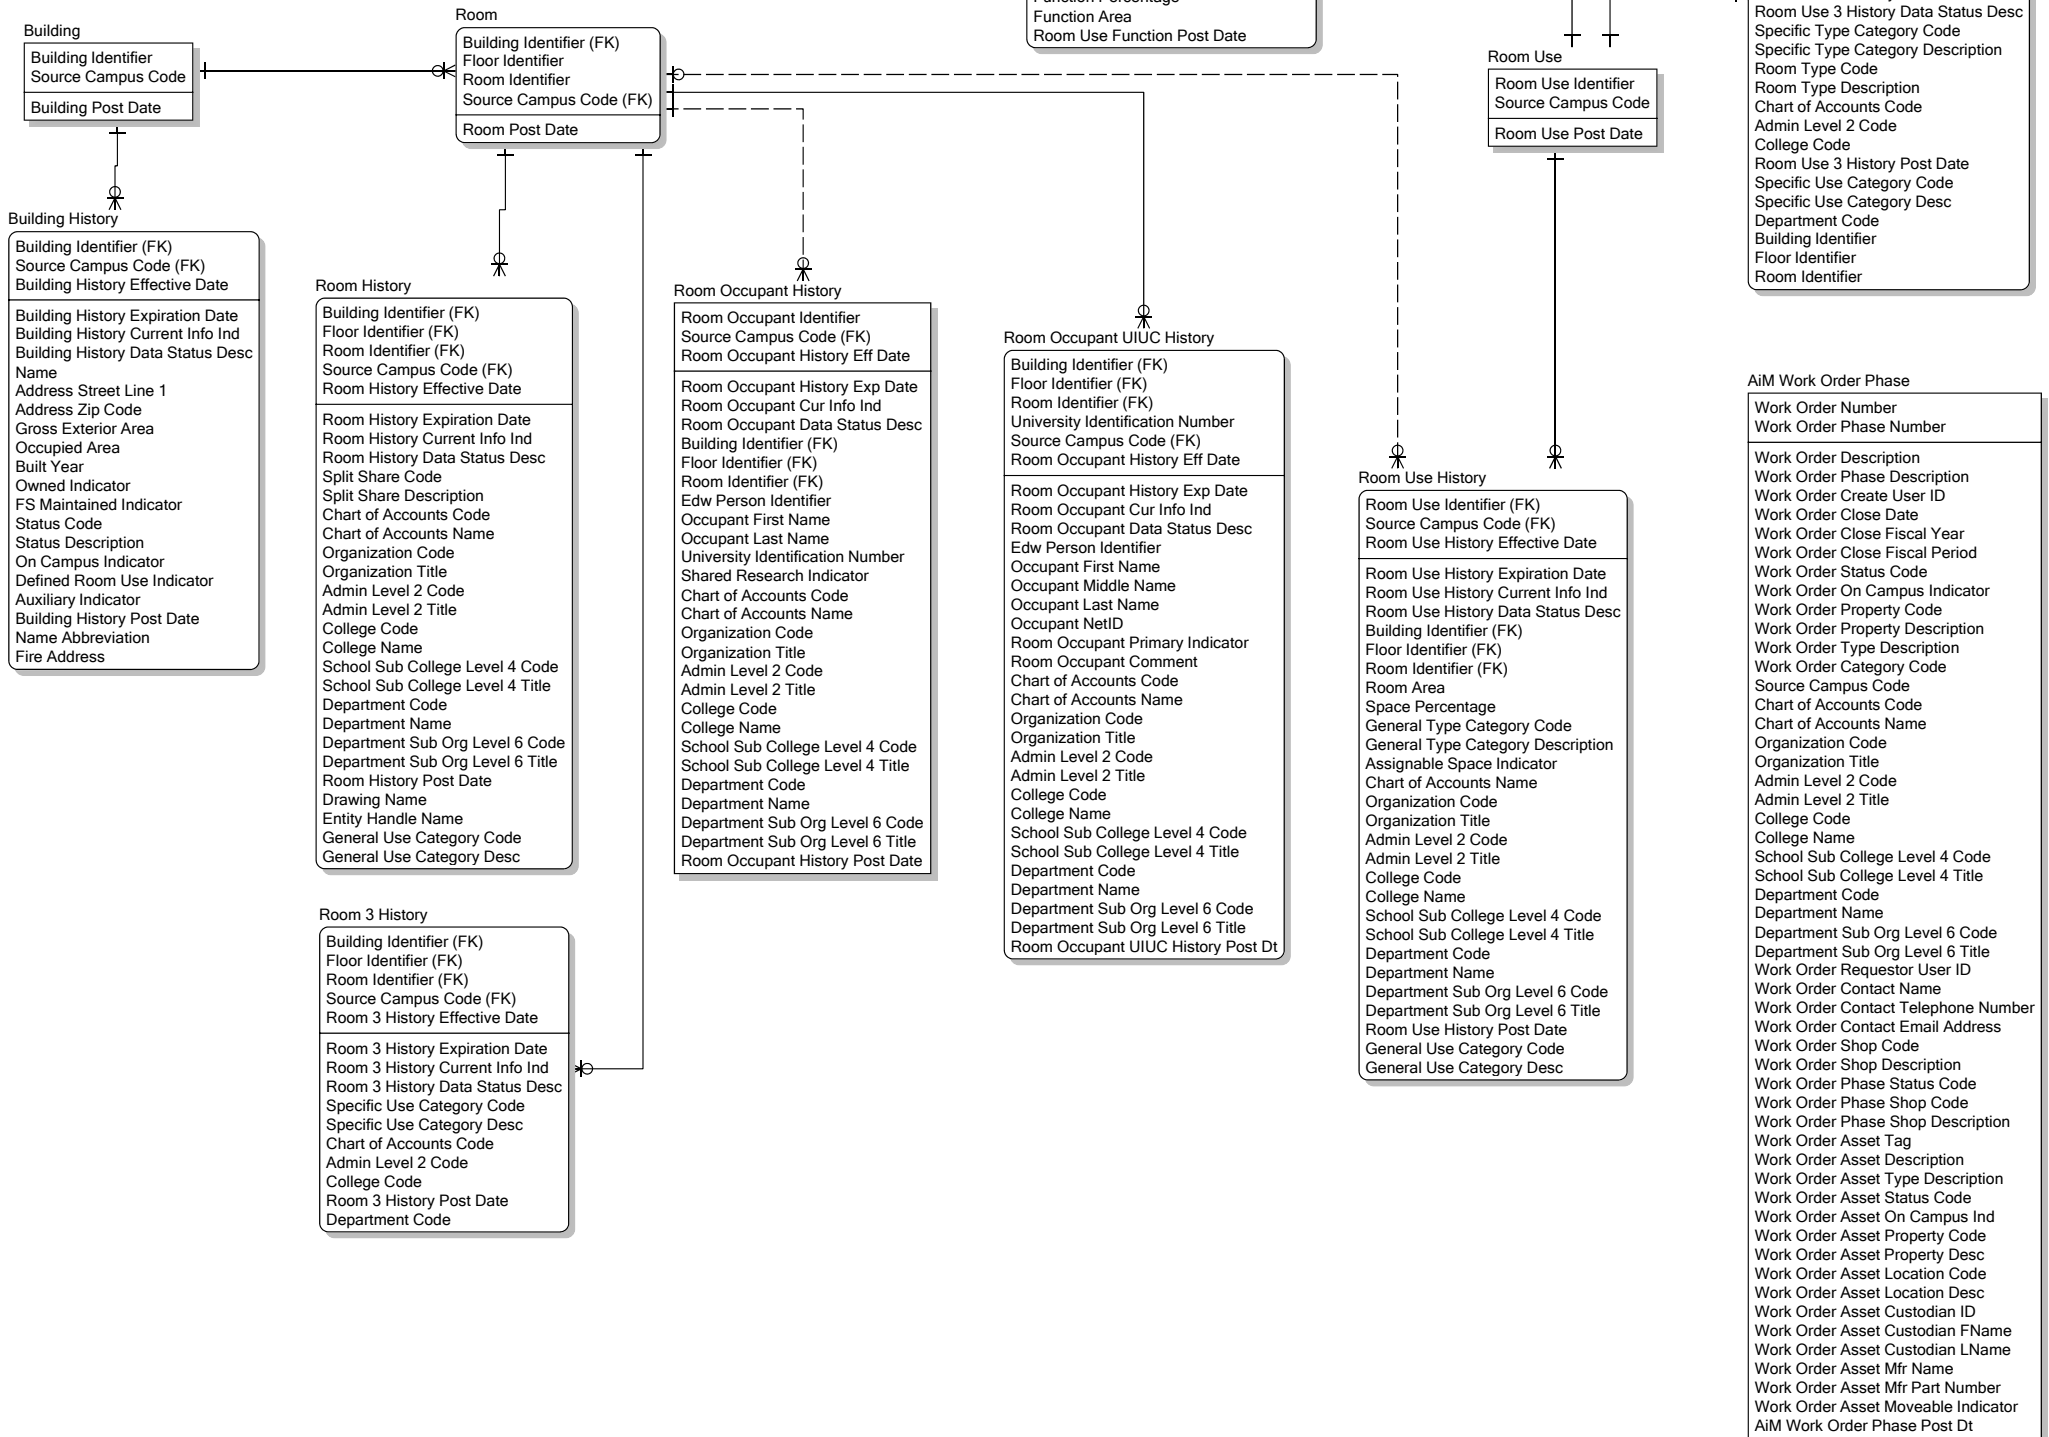 Building
Building Identifier
Source Campus Code
Building Post Date
Room
Building Identifier (FK)
Floor Identifier
Room Identifier
Source Campus Code (FK)
Room Post Date
Function Area
Room Use Function Post Date
Room Use
Room Use Identifier
Source Campus Code
Room Use Post Date
Room Use 3 History Data Status Desc
Specific Type Category Code
Specific Type Category Description
Room Type Code
Room Type Description
Chart of Accounts Code
Admin Level 2 Code
College Code
Room Use 3 History Post Date
Specific Use Category Code
Specific Use Category Desc
Department Code
Building Identifier
Floor Identifier
Room Identifier
Building History
Building Identifier (FK)
Source Campus Code (FK)
Building History Effective Date
Building History Expiration Date
Building History Current Info Ind
Building History Data Status Desc
Name
Address Street Line 1
Address Zip Code
Gross Exterior Area
Occupied Area
Built Year
Owned Indicator
FS Maintained Indicator
Status Code
Status Description
On Campus Indicator
Defined Room Use Indicator
Auxiliary Indicator
Building History Post Date
Name Abbreviation
Fire Address
Room History
Building Identifier (FK)
Floor Identifier (FK)
Room Identifier (FK)
Source Campus Code (FK)
Room History Effective Date
Room History Expiration Date
Room History Current Info Ind
Room History Data Status Desc
Split Share Code
Split Share Description
Chart of Accounts Code
Chart of Accounts Name
Organization Code
Organization Title
Admin Level 2 Code
Admin Level 2 Title
College Code
College Name
School Sub College Level 4 Code
School Sub College Level 4 Title
Department Code
Department Name
Department Sub Org Level 6 Code
Department Sub Org Level 6 Title
Room History Post Date
Drawing Name
Entity Handle Name
General Use Category Code
General Use Category Desc
Room 3 History
Building Identifier (FK)
Floor Identifier (FK)
Room Identifier (FK)
Source Campus Code (FK)
Room 3 History Effective Date
Room 3 History Expiration Date
Room 3 History Current Info Ind
Room 3 History Data Status Desc
Specific Use Category Code
Specific Use Category Desc
Chart of Accounts Code
Admin Level 2 Code
College Code
Room 3 History Post Date
Department Code
Room Occupant History
Room Occupant Identifier
Source Campus Code (FK)
Room Occupant History Eff Date
Room Occupant History Exp Date
Room Occupant Cur Info Ind
Room Occupant Data Status Desc
Building Identifier (FK)
Floor Identifier (FK)
Room Identifier (FK)
Edw Person Identifier
Occupant First Name
Occupant Last Name
University Identification Number
Shared Research Indicator
Chart of Accounts Code
Chart of Accounts Name
Organization Code
Organization Title
Admin Level 2 Code
Admin Level 2 Title
College Code
College Name
School Sub College Level 4 Code
School Sub College Level 4 Title
Department Code
Department Name
Department Sub Org Level 6 Code
Department Sub Org Level 6 Title
Room Occupant History Post Date
Room Occupant UIUC History
Building Identifier (FK)
Floor Identifier (FK)
Room Identifier (FK)
University Identification Number
Source Campus Code (FK)
Room Occupant History Eff Date
Room Occupant History Exp Date
Room Occupant Cur Info Ind
Room Occupant Data Status Desc
Edw Person Identifier
Occupant First Name
Occupant Middle Name
Occupant Last Name
Occupant NetID
Room Occupant Primary Indicator
Room Occupant Comment
Chart of Accounts Code
Chart of Accounts Name
Organization Code
Organization Title
Admin Level 2 Code
Admin Level 2 Title
College Code
College Name
School Sub College Level 4 Code
School Sub College Level 4 Title
Department Code
Department Name
Department Sub Org Level 6 Code
Department Sub Org Level 6 Title
Room Occupant UIUC History Post Dt
Room Use History
Room Use Identifier (FK)
Source Campus Code (FK)
Room Use History Effective Date
Room Use History Expiration Date
Room Use History Current Info Ind
Room Use History Data Status Desc
Building Identifier (FK)
Floor Identifier (FK)
Room Identifier (FK)
Room Area
Space Percentage
General Type Category Code
General Type Category Description
Assignable Space Indicator
Chart of Accounts Name
Organization Code
Organization Title
Admin Level 2 Code
Admin Level 2 Title
College Code
College Name
School Sub College Level 4 Code
School Sub College Level 4 Title
Department Code
Department Name
Department Sub Org Level 6 Code
Department Sub Org Level 6 Title
Room Use History Post Date
General Use Category Code
General Use Category Desc
AiM Work Order Phase
Work Order Number
Work Order Phase Number
Work Order Description
Work Order Phase Description
Work Order Create User ID
Work Order Close Date
Work Order Close Fiscal Year
Work Order Close Fiscal Period
Work Order Status Code
Work Order On Campus Indicator
Work Order Property Code
Work Order Property Description
Work Order Type Description
Work Order Category Code
Source Campus Code
Chart of Accounts Code
Chart of Accounts Name
Organization Code
Organization Title
Admin Level 2 Code
Admin Level 2 Title
College Code
College Name
School Sub College Level 4 Code
School Sub College Level 4 Title
Department Code
Department Name
Department Sub Org Level 6 Code
Department Sub Org Level 6 Title
Work Order Requestor User ID
Work Order Contact Name
Work Order Contact Telephone Number
Work Order Contact Email Address
Work Order Shop Code
Work Order Shop Description
Work Order Phase Status Code
Work Order Phase Shop Code
Work Order Phase Shop Description
Work Order Asset Tag
Work Order Asset Description
Work Order Asset Type Description
Work Order Asset Status Code
Work Order Asset On Campus Ind
Work Order Asset Property Code
Work Order Asset Property Desc
Work Order Asset Location Code
Work Order Asset Location Desc
Work Order Asset Custodian ID
Work Order Asset Custodian FName
Work Order Asset Custodian LName
Work Order Asset Mfr Name
Work Order Asset Mfr Part Number
Work Order Asset Moveable Indicator
AiM Work Order Phase Post Dt